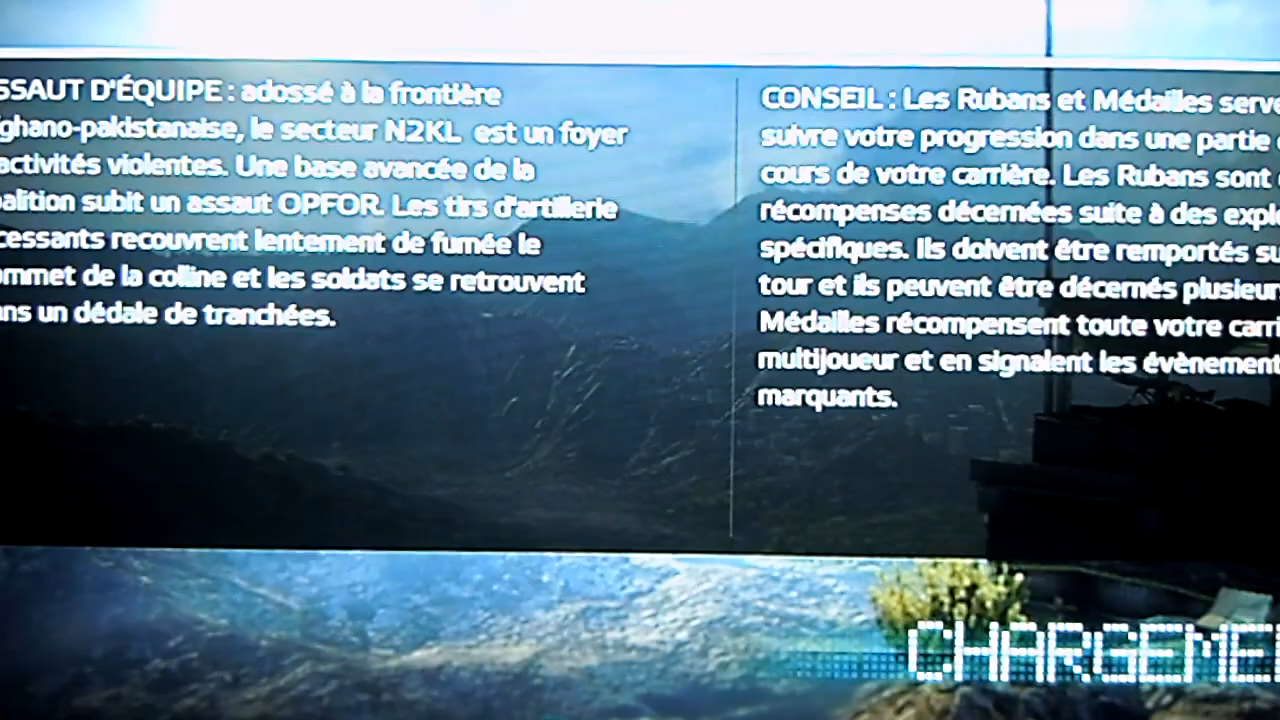 SSAUT D'ÉQUIPE : adossé à la frontière
ghano-pakistanaise, le secteur N2KL est un foyer
activités violentes. Une base avancée de la
alition subit un assaut OPFOR. Les tirs d'artillerie
cessants recouvrent lentement de fumée le
mmet de la colline et les soldats se retrouvent
ns un dédale de tranchées.
CONSEIL : Les Rubans et Médailles serve
suivre votre progression dans une partie
cours de votre carrière. Les Rubans sont
récompenses décernées suite à des explo
spécifiques. Ils doivent être remportés su
tour et ils peuvent être décernés plusieur
Médailles récompensent toute votre carri
multijoueur et en signalent les évènement
marquants.
CHARGEME